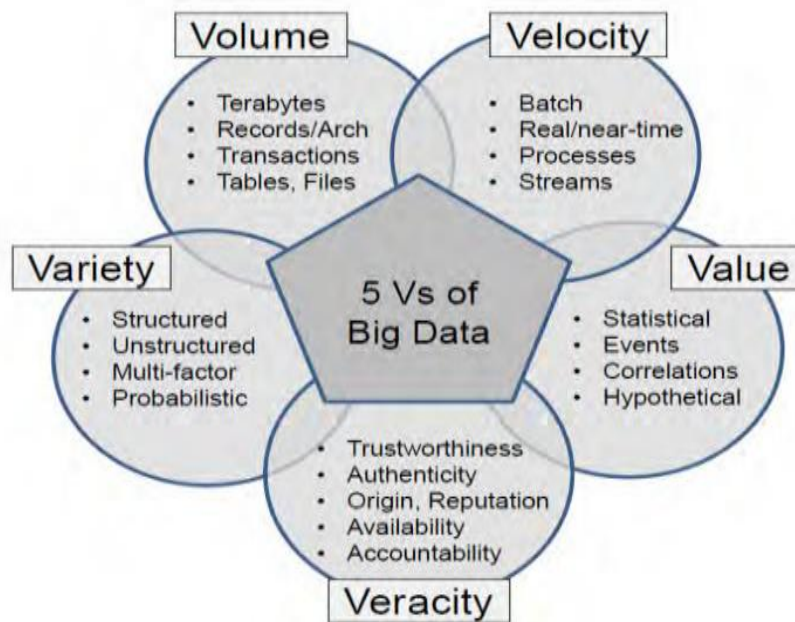 Volume
• Terabytes
• Records/Arch
• Transactions
• Tables, Files
Velocity
• Batch
• Real/near-time
• Processes
• Streams
Variety
• Structured
• Unstructured
• Multi-factor
• Probabilistic
5 Vs of
Big Data
Value
• Statistical
• Events
• Correlations
• Hypothetical
• Trustworthiness
• Authenticity
• Origin, Reputation
• Availability
• Accountability
Veracity